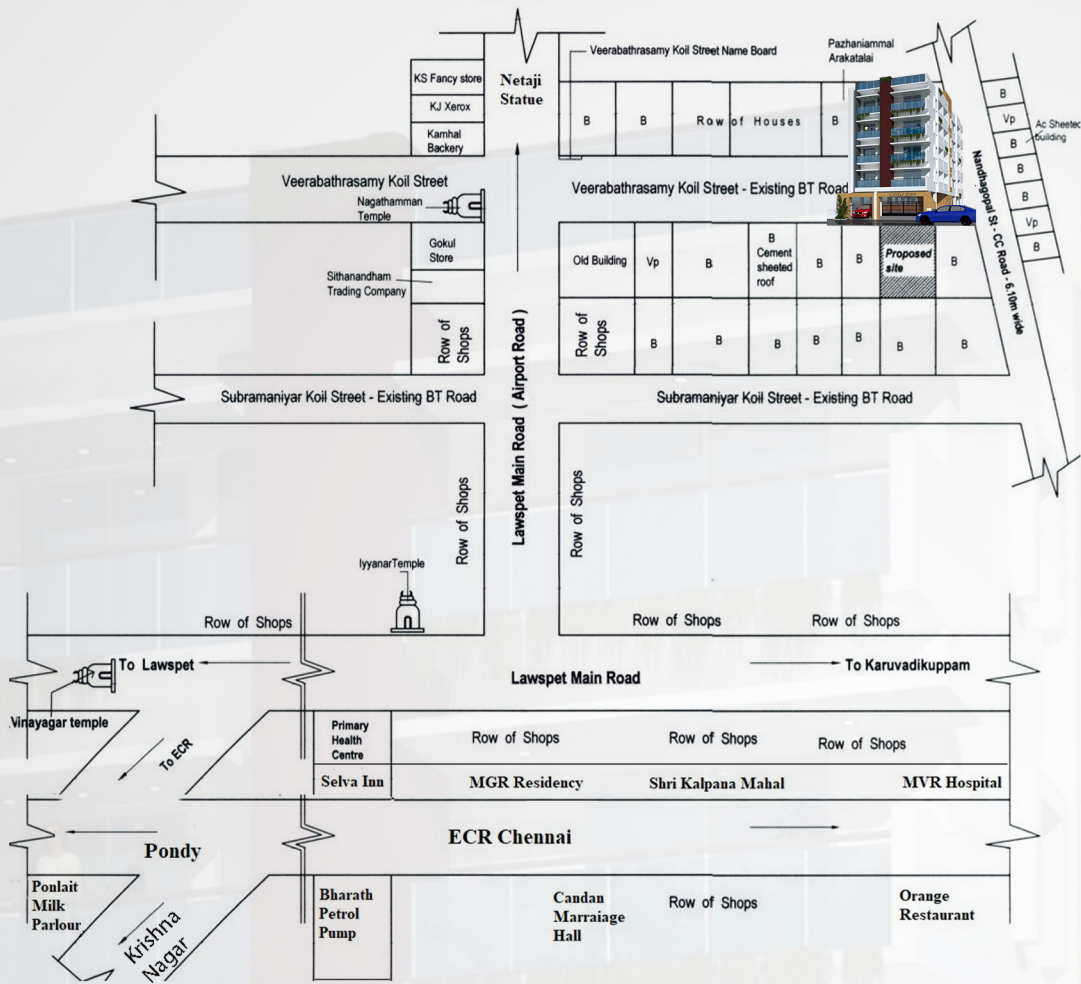 Veerabathrasamy Koil Street Name Board
Pazhaniammal
Arakatalai
KS Fancy store
Netaji
Statue
KJ Xerox
Kamhal
Backery
B
B
Row of Houses
B
B
Vp
B
B
B
Vp
B
Ac Sheeted
building
Veerabathrasamy Koil Street
Veerabathrasamy Koil Street - Existing BT Road
Nandhagopal St - CC Road - 6.10m wide
Nagathamman
Temple
Gokul
Store
Sithanandham
Trading Company
Old Building
Vp
B
B
Cement
sheeted
roof
B
B
Proposed
site
B
Row of
Shops
Lawspet Main Road ( Airport Road )
Row of
Shops
B
B
B
B
B
B
B
Subramaniyar Koil Street - Existing BT Road
Subramaniyar Koil Street - Existing BT Road
Row of Shops
Row of Shops
IyyanarTemple
Row of Shops
Row of Shops
Row of Shops
To Lawspet
Lawspet Main Road
To Karuvadikuppam
Vinayagar temple
To ECR
Primary
Health
Centre
Row of Shops
Row of Shops
Row of Shops
Selva Inn
MGR Residency
Shri Kalpana Mahal
MVR Hospital
Pondy
ECR Chennai
Ponlait
Milk
Parlour
Krishna
Nagar
Bharath
Petrol
Pump
Candan
Marraiage
Hall
Row of Shops
Orange
Restaurant